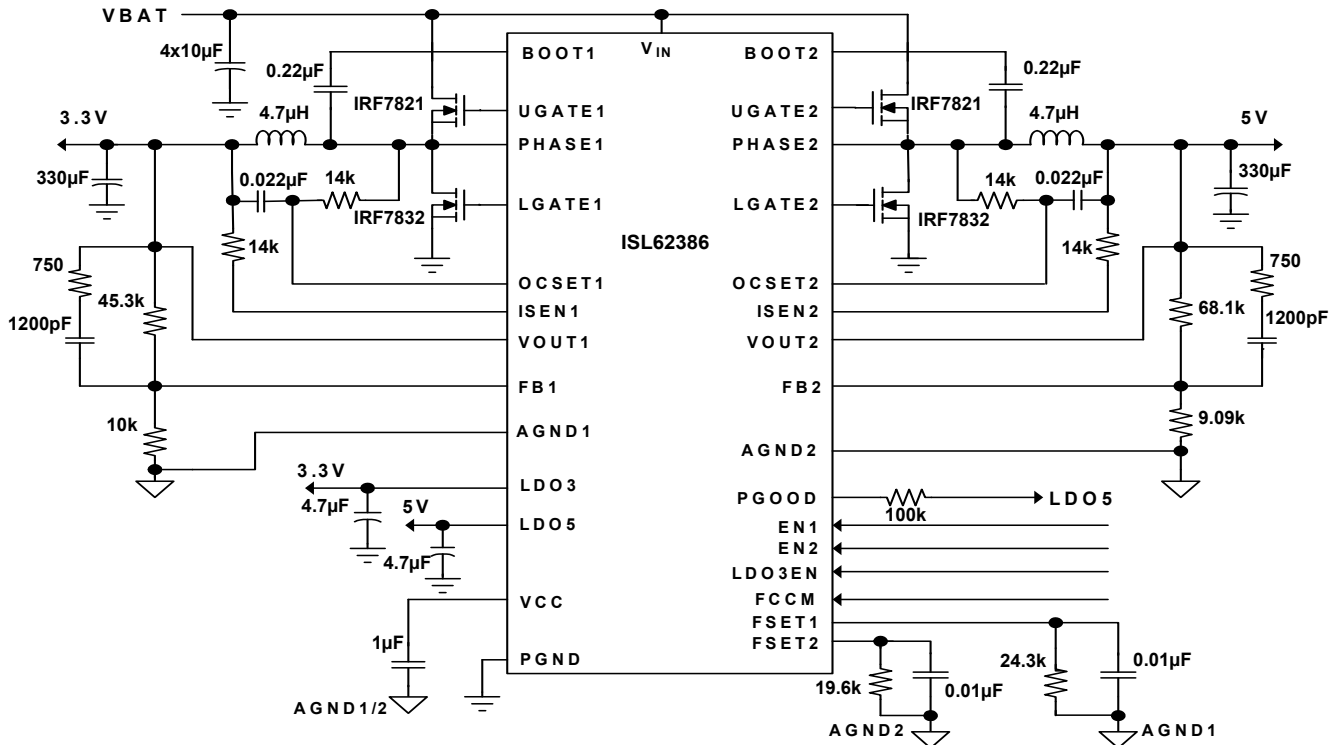 VBAT
4x10µF
0.22µF
IRF7821
4.7µH
3.3V
330µF
0.022µF
14k
IRF7832
14k
750
45.3k
1200pF
10k
3.3V
4.7µF
5V
4.7µF
1µF
AGND1/2
VIN
ISL62386
BOOT1
UGATE1
PHASE1
LGATE1
OCSET1
ISEN1
VOUT1
FB1
AGND1
LDO3
LDO5
VCC
PGND
BOOT2
UGATE2
PHASE2
LGATE2
OCSET2
ISEN2
VOUT2
FB2
AGND2
PGOOD
EN1
EN2
LDO3EN
FCCM
FSET1
FSET2
IRF7821
0.22µF
4.7µH
5V
14k
0.022µF
330µF
IRF7832
14k
750
68.1k
1200pF
9.09k
100k
LDO5
19.6k
0.01µF
AGND2
24.3k
0.01µF
AGND1